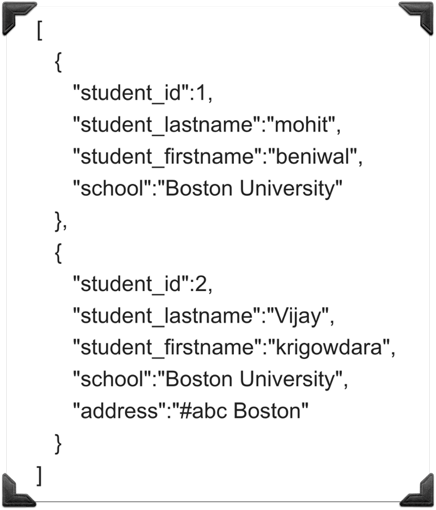 [
{
"student_id":1,
"student_lastname":"mohit",
"student_firstname":"beniwal",
"school":"Boston University"
},
{
"student_id":2,
"student_lastname":"Vijay",
"student_firstname":"krigowdara",
"school":"Boston University",
"address":"#abc Boston"
}
]